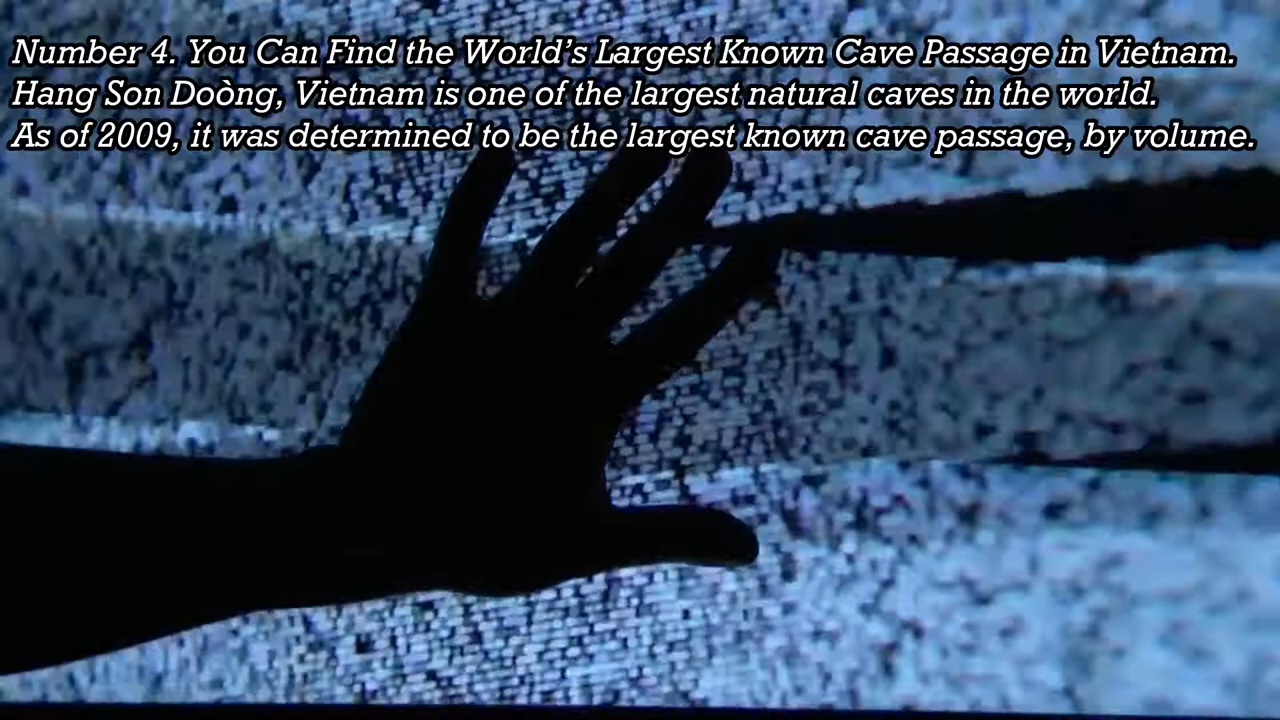 Number 4. You Can Find the World’s Largest Known Cave Passage in Vietnam.
Hang Son Doòng, Vietnam is one of the largest natural caves in the world.
As of 2009, it was determined to be the largest known cave passage, by volume.